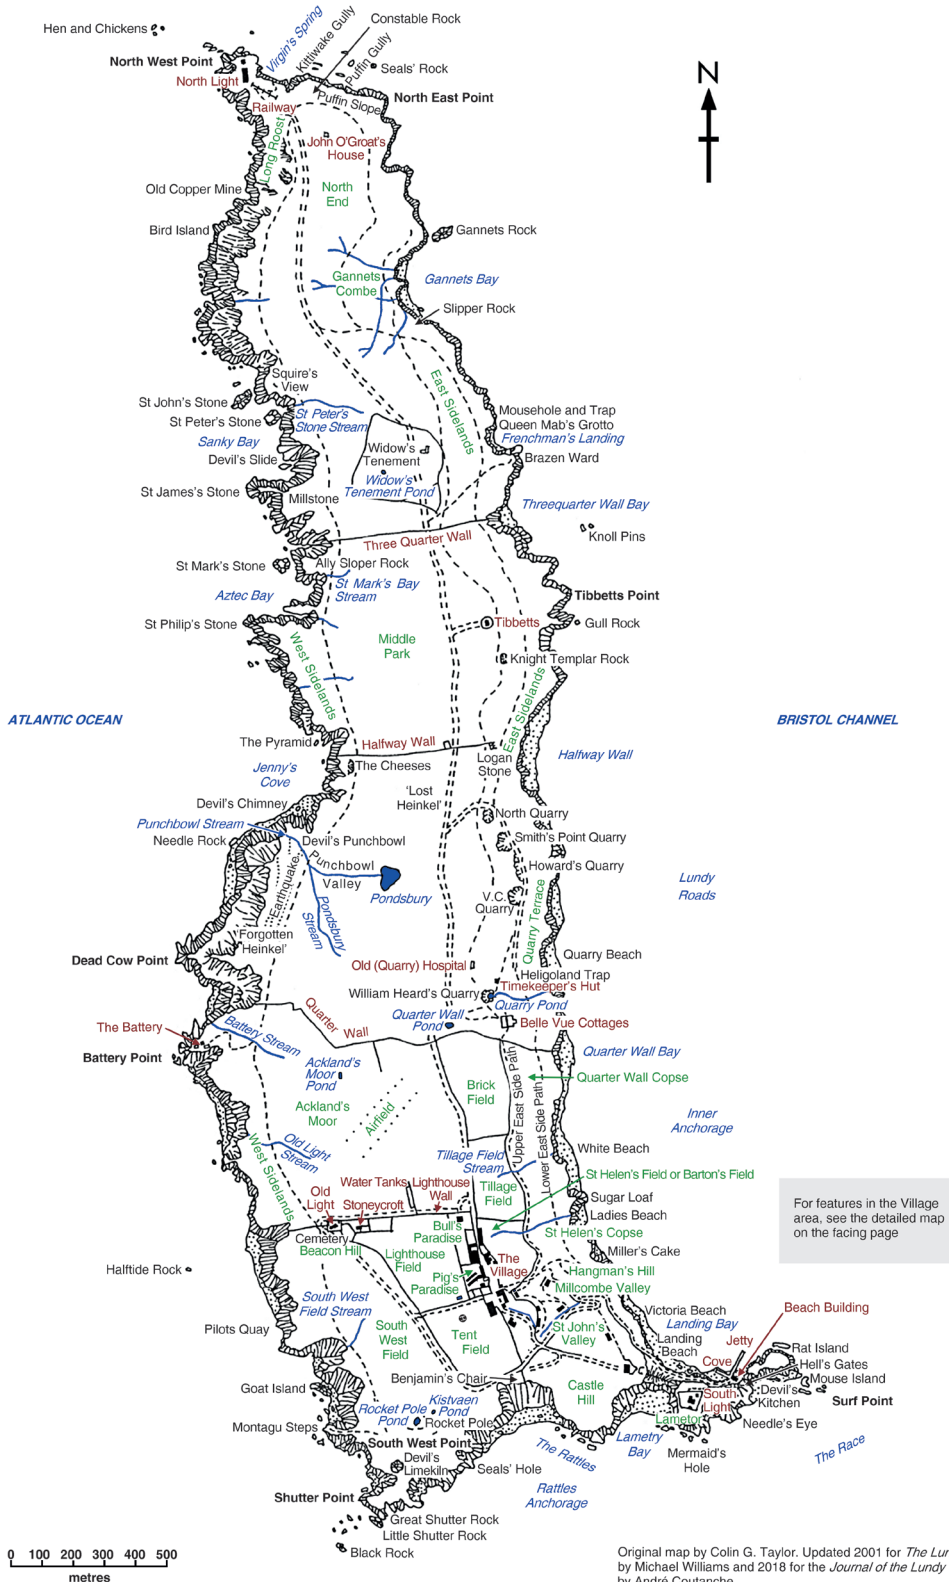 Hen and Chickens
Virgin's Spring
Kittiwake Gully
Constable Rock
Puffin Gully
North West Point
Seals' Rock
North Light
North East Point
Puffin Slope
Railway
Long Roost
John O'Groat's
House
N
Old Copper Mine
North
End
Bird Island
Gannets Rock
Gannets
Combe
Gannets Bay
Slipper Rock
Squire's
View
St John's Stone
St Peter's
Stone Stream
St Peter's Stone
East Sidelands
Mousehole and Trap
Queen Mab's Grotto
Frenchman's Landing
Sanky Bay
Devil's Slide
Widow's
Tenement
Brazen Ward
Widow's
Tenement Pond
St James's Stone
Millstone
Threequarter Wall Bay
Three Quarter Wall
Knoll Pins
St Mark's Stone
Ally Sloper Rock
St Mark's Bay
Stream
Aztec Bay
Tibbetts Point
St Philip's Stone
Tibbetts
Gull Rock
West Sidelands
Middle
Park
Knight Templar Rock
East Sidelands
ATLANTIC OCEAN
BRISTOL CHANNEL
The Pyramid
Halfway Wall
Halfway Wall
Logan
Stone
Jenny's
Cove
The Cheeses
'Lost
Heinkel'
Devil's Chimney
North Quarry
Punchbowl Stream
Needle Rock
Devil's Punchbowl
Smith's Point Quarry
Punchbowl
Valley
Howard's Quarry
Earthquake
Pondsbury
V.C.
Quarry
Quarry Terrace
Lundy
Roads
Pondsbury
Stream
'Forgotten
Heinkel'
Dead Cow Point
Quarry Beach
Old (Quarry) Hospital
Heligoland Trap
Timekeeper's Hut
William Heard's Quarry
Quarry Pond
Quarter
Wall
Quarter Wall
Pond
Belle Vue Cottages
The Battery
Battery Stream
Battery Point
Quarter Wall Bay
Ackland's
Moor
Pond
Quarter Wall Copse
Upper East Side Path
Lower East Side Path
Brick
Field
Ackland's
Moor
Airfield
Inner
Anchorage
West Sidelands
Old Light
Stream
White Beach
Tillage Field
Stream
St Helen's Field or Barton's Field
Water Tanks
Lighthouse
Wall
Tillage
Field
Old
Light
Stoneycroft
Sugar Loaf
Ladies Beach
For features in the Village
area, see the detailed map
on the facing page
Bull's
Paradise
St Helen's Copse
Cemetery
Beacon Hill
Lighthouse
Field
Miller's Cake
The
Village
Halftide Rock
Pig's
Paradise
Hangman's Hill
Millcombe Valley
South West
Field Stream
Victoria Beach
Landing Bay
Beach Building
Pilots Quay
South
West
Field
Tent
Field
St John's
Valley
Landing
Beach
Jetty
Cove
Rat Island
Hell's Gates
Mouse Island
Benjamin's Chair
Goat Island
Castle
Hill
South
Light
Devil's
Kitchen
Surf Point
Kistvaen
Pond
Rocket Pole
Pond
Rocket Pole
Lametor
Needle's Eye
Montagu Steps
South West Point
The Rattles
Lametry
Bay
Mermaid's
Hole
The Race
Devil's
Limekiln
Seals' Hole
Rattles
Anchorage
Shutter Point
Great Shutter Rock
Little Shutter Rock
Black Rock
0 100 200 300 400 500
metres
Original map by Colin G. Taylor. Updated 2001 for The Lun
by Michael Williams and 2018 for the Journal of the Lundy
by André Coutanche